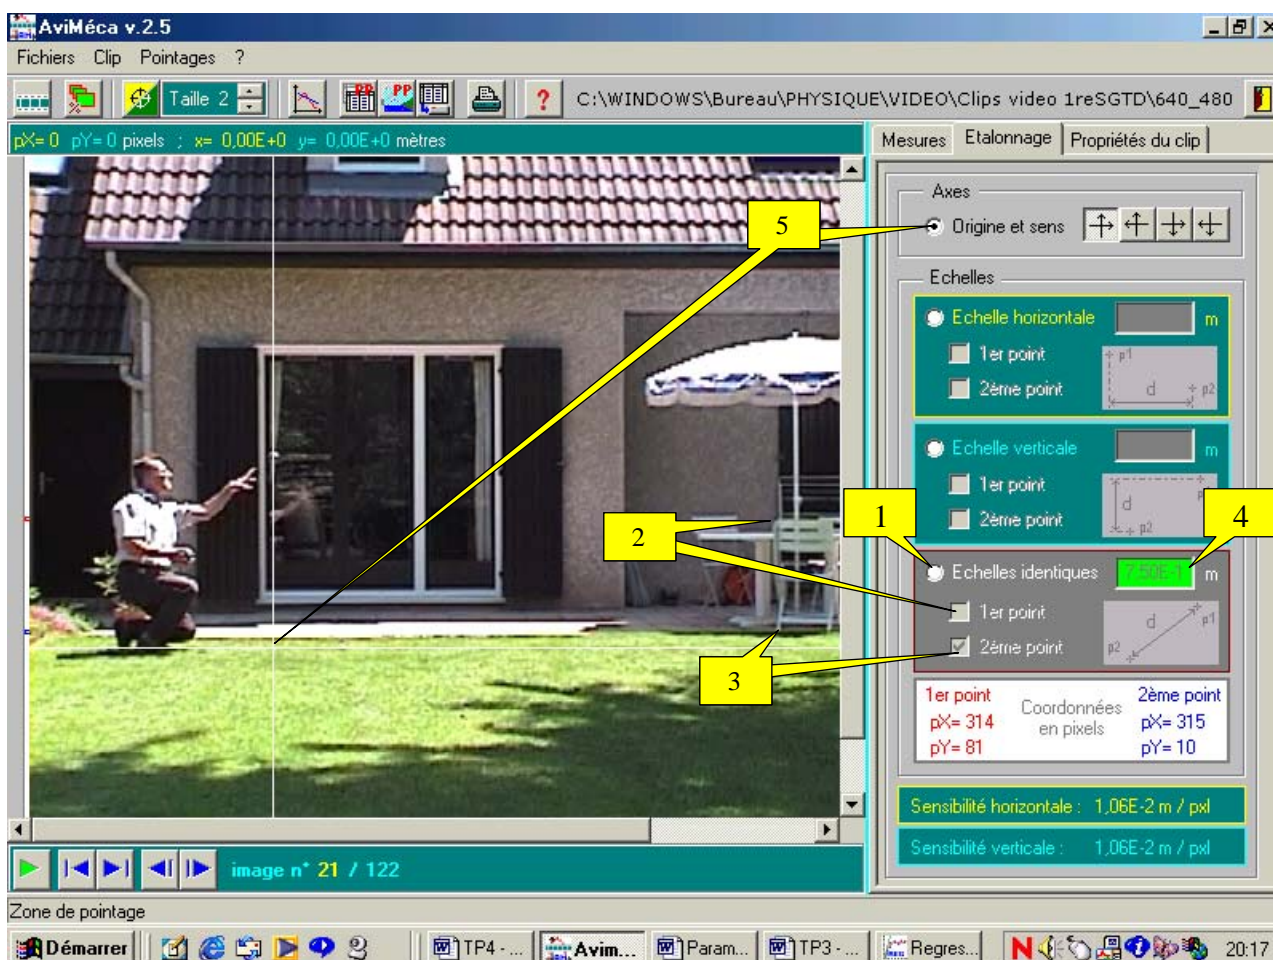 AviMéca v.2.5
Fichiers Clip Pointages ?
Taille 2 PP PP ? C:\WINDOWS\Bureau\PHYSIQUE\VIDEO\Clips video 1reSGTD\640_480
pX= 0 pY= 0 pixels ; x= 0,00E+0 y= 0,00E+0 mètres
Mesures Etalonnage Propriétés du clip
Axes
Origine et sens
5
Echelles
Echelle horizontale m
1er point p1
2ème point d p2
Echelle verticale m
1er point p
2ème point d p2
1
4
2
Echelles identiques 7,50E-1 m
1er point d p1
2ème point p2
3
1er point Coordonnées en pixels 2ème point
pX= 314 pX= 315
pY= 81 pY= 10
Sensibilité horizontale : 1,06E-2 m / pxl
Sensibilité verticale : 1,06E-2 m / pxl
image n° 21 / 122
Zone de pointage
Démarrer TP4 - ... Avim... Param... TP3 - ... Regres... N 20:17